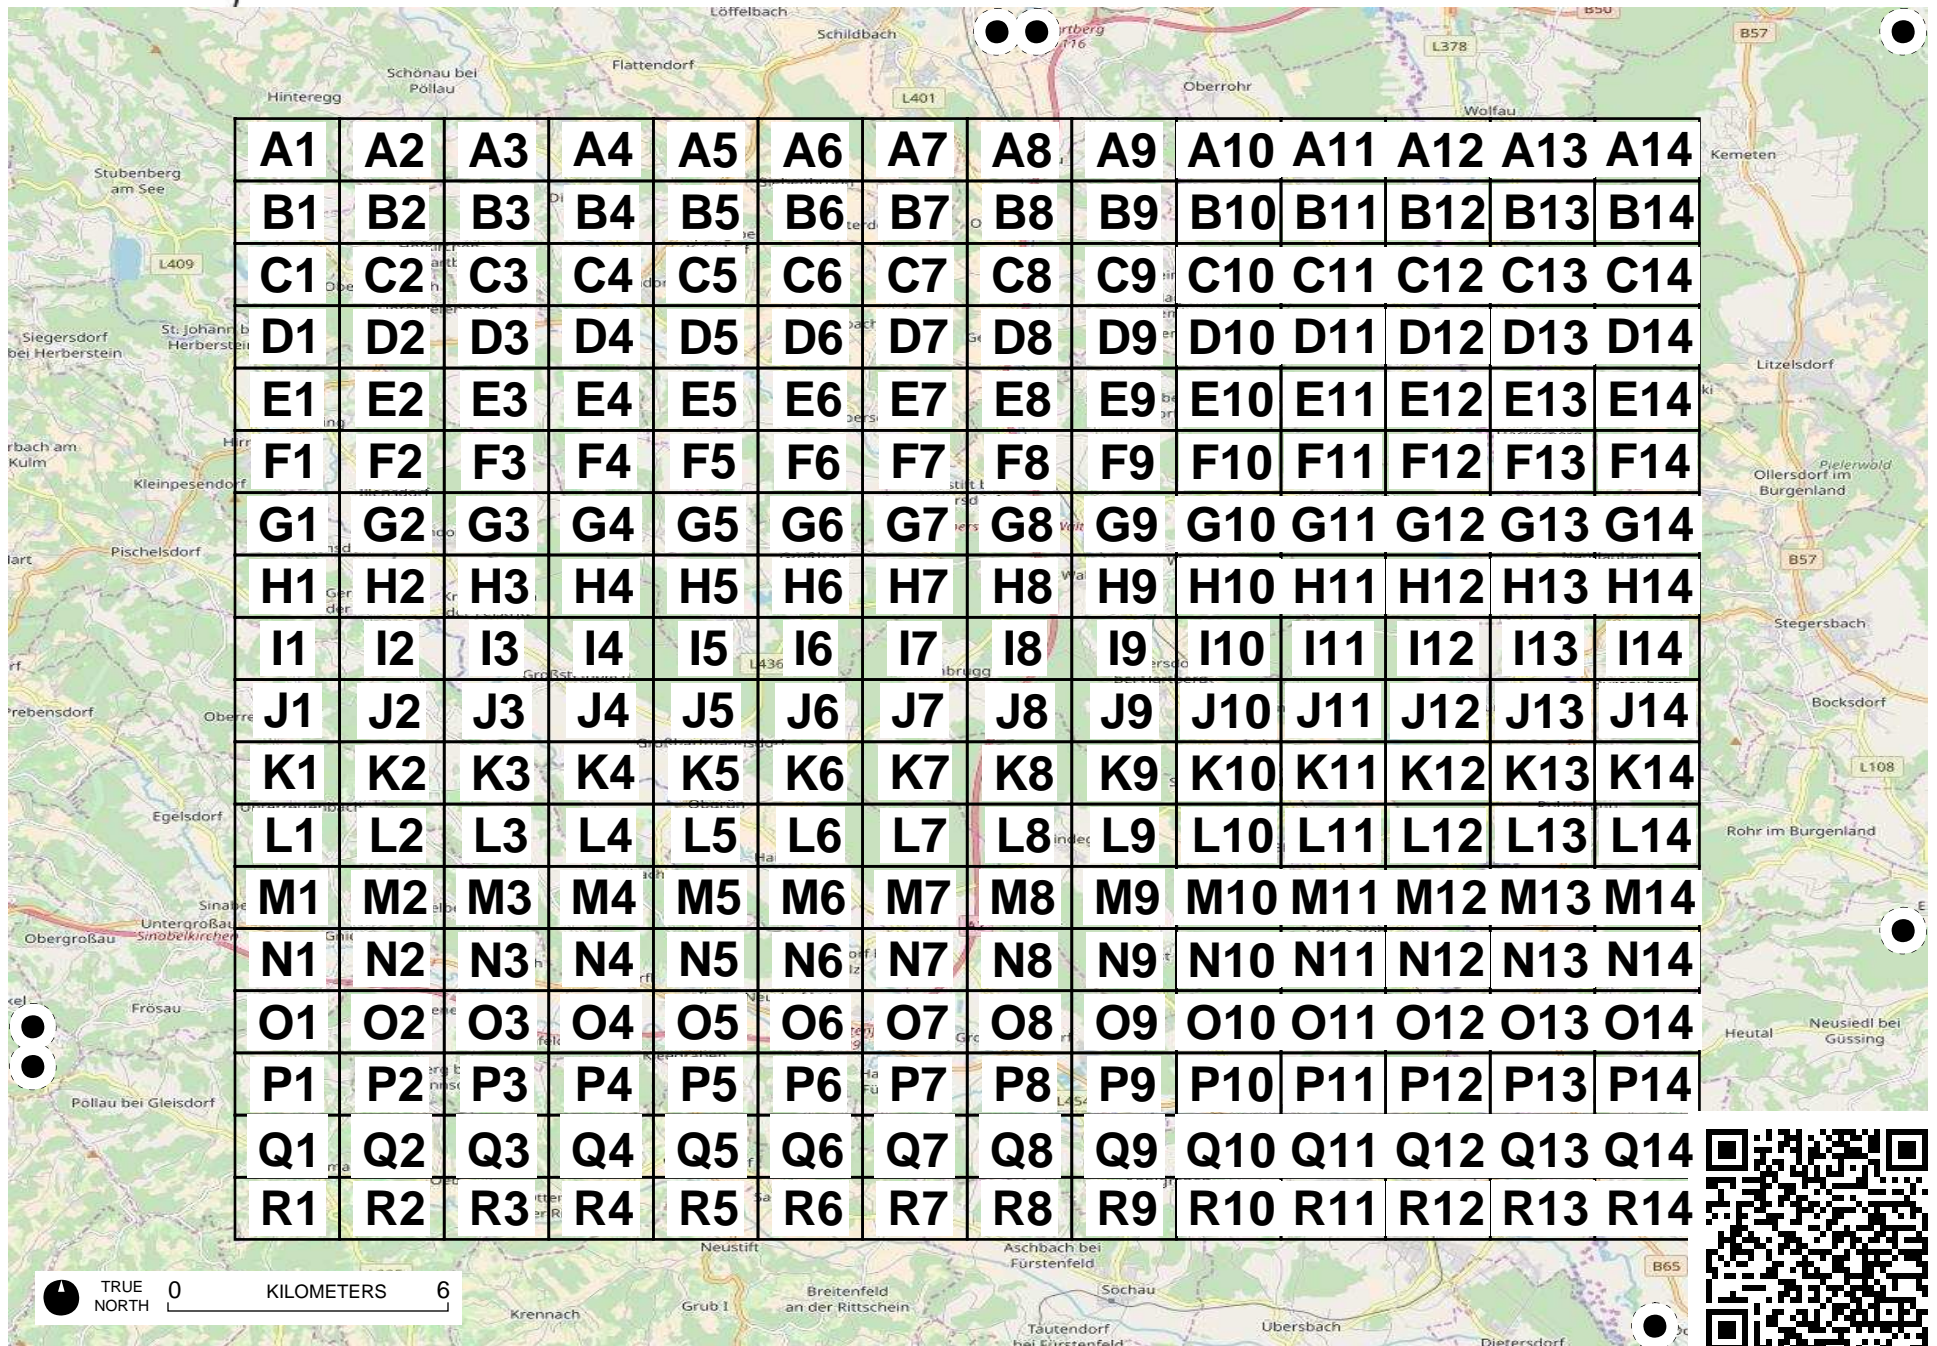 Löffelbach
B50
Schildbach
B57
L378
Flattendorf
Schönau bei
Pöllau
Oberrohr
Hinteregg
L401
Wolfau
A1 A2 A3 A4 A5 A6 A7 A8 A9 A10 A11 A12 A13 A14
Kemeten
Stubenberg
am See
B1 B2 B3 B4 B5 B6 B7 B8 B9 B10 B11 B12 B13 B14
L409
C1 C2 C3 C4 C5 C6 C7 C8 C9 C10 C11 C12 C13 C14
Siegersdorf
bei Herberstein
St. Johann b
Herberstei
D1 D2 D3 D4 D5 D6 D7 D8 D9 D10 D11 D12 D13 D14
Litzelsdorf
E1 E2 E3 E4 E5 E6 E7 E8 E9 E10 E11 E12 E13 E14
rbach am
Kulm
F1 F2 F3 F4 F5 F6 F7 F8 F9 F10 F11 F12 F13 F14
Pielerwald
Ollersdorf im
Burgenland
Kleinpesendorf
G1 G2 G3 G4 G5 G6 G7 G8 G9 G10 G11 G12 G13 G14
Pischelsdorf
B57
H1 H2 H3 H4 H5 H6 H7 H8 H9 H10 H11 H12 H13 H14
Stegersbach
I1 I2 I3 I4 I5 I6 I7 I8 I9 I10 I11 I12 I13 I14
L436
Prebensdorf
J1 J2 J3 J4 J5 J6 J7 J8 J9 J10 J11 J12 J13 J14
Bocksdorf
K1 K2 K3 K4 K5 K6 K7 K8 K9 K10 K11 K12 K13 K14
L108
Egelsdorf
L1 L2 L3 L4 L5 L6 L7 L8 L9 L10 L11 L12 L13 L14
Rohr im Burgenland
M1 M2 M3 M4 M5 M6 M7 M8 M9 M10 M11 M12 M13 M14
Untergroßau
Obergroßau
Sinabelkirchen
N1 N2 N3 N4 N5 N6 N7 N8 N9 N10 N11 N12 N13 N14
Frösau
O1 O2 O3 O4 O5 O6 O7 O8 O9 O10 O11 O12 O13 O14
Heutal
Neusiedl bei
Güssing
P1 P2 P3 P4 P5 P6 P7 P8 P9 P10 P11 P12 P13 P14
Pöllau bei Gleisdorf
L454
Q1 Q2 Q3 Q4 Q5 Q6 Q7 Q8 Q9 Q10 Q11 Q12 Q13 Q14
R1 R2 R3 R4 R5 R6 R7 R8 R9 R10 R11 R12 R13 R14
Neustift
Aschbach bei
Fürstenfeld
B65
TRUE
NORTH
0 KILOMETERS 6
Krennach
Grub I
Breitenfeld
an der Rittschein
Söchau
Tautendorf
bei Fürstenfeld
Übersbach
Dietersdorf